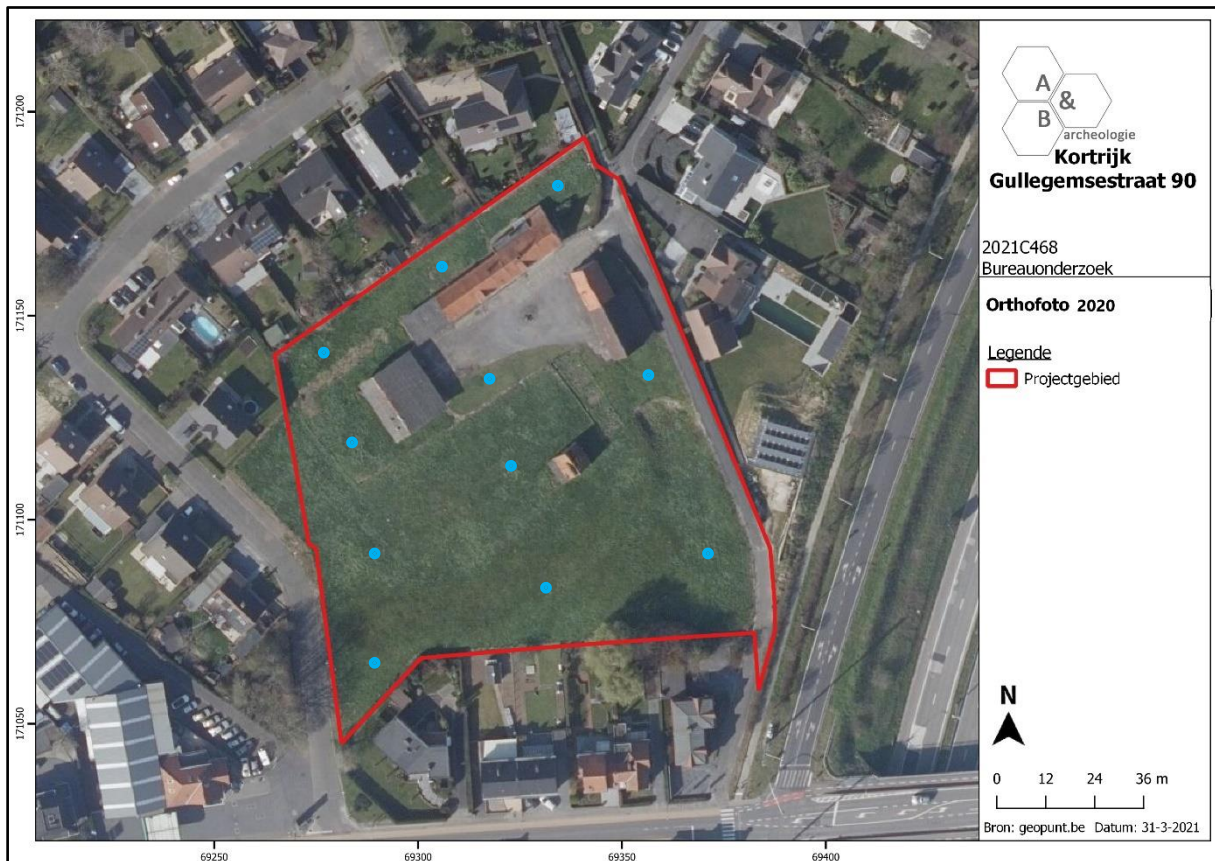 A
&
B
archeologie
Kortrijk
Gullegemsestraat 90
2021C468
Bureauonderzoek
Orthofoto 2020
Legende
Projectgebied
N
0 12 24 36 m
Bron: geopunt.be Datum: 31-3-2021
171200
171150
171100
171050
69250 69300 69350 69400